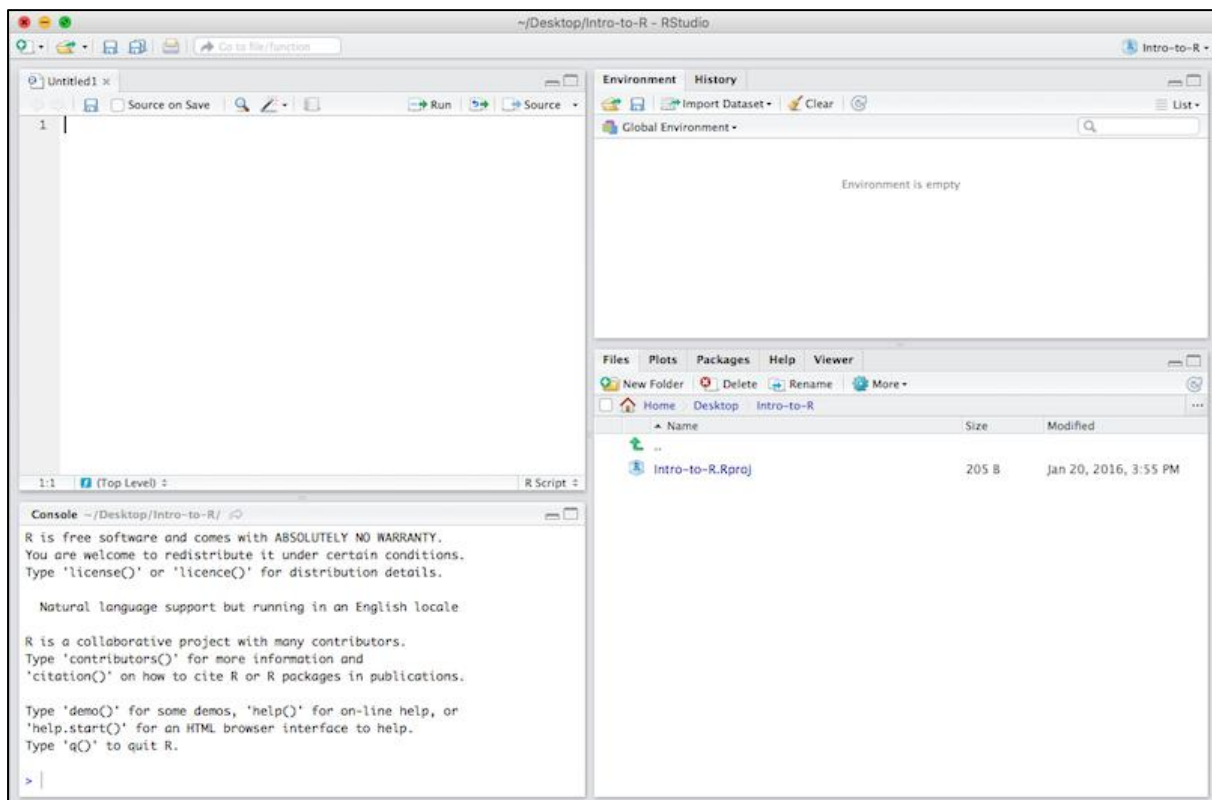 ~/Desktop/Intro-to-R - RStudio
Go to file/function
Intro-to-R
Untitled1
Source on Save
Run
Source
1
1:1
(Top Level)
R Script
Console ~/Desktop/Intro-to-R/
R is free software and comes with ABSOLUTELY NO WARRANTY.
You are welcome to redistribute it under certain conditions.
Type 'license()' or 'licence()' for distribution details.
Natural language support but running in an English locale
R is a collaborative project with many contributors.
Type 'contributors()' for more information and
'citation()' on how to cite R or R packages in publications.
Type 'demo()' for some demos, 'help()' for on-line help, or
'help.start()' for an HTML browser interface to help.
Type 'q()' to quit R.
>
Environment History
Import Dataset Clear List
Global Environment
Environment is empty
Files Plots Packages Help Viewer
New Folder Delete Rename More
Home Desktop Intro-to-R
Name Size Modified
..
Intro-to-R.Rproj 205 B Jan 20, 2016, 3:55 PM